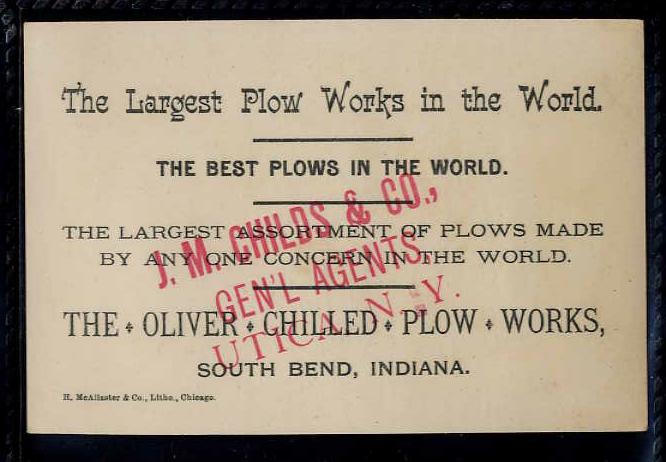 The Largest Plow Works in the World.
THE BEST PLOWS IN THE WORLD.
THE LARGEST ASSORTMENT OF PLOWS MADE
BY ANY ONE CONCERN IN THE WORLD.
THE OLIVER CHILLED PLOW WORKS,
SOUTH BEND, INDIANA.
H. McAllaster & Co., Litho., Chicago.
J. M. CHILDS & CO.,
GEN'L AGENTS,
UTICA, N.Y.